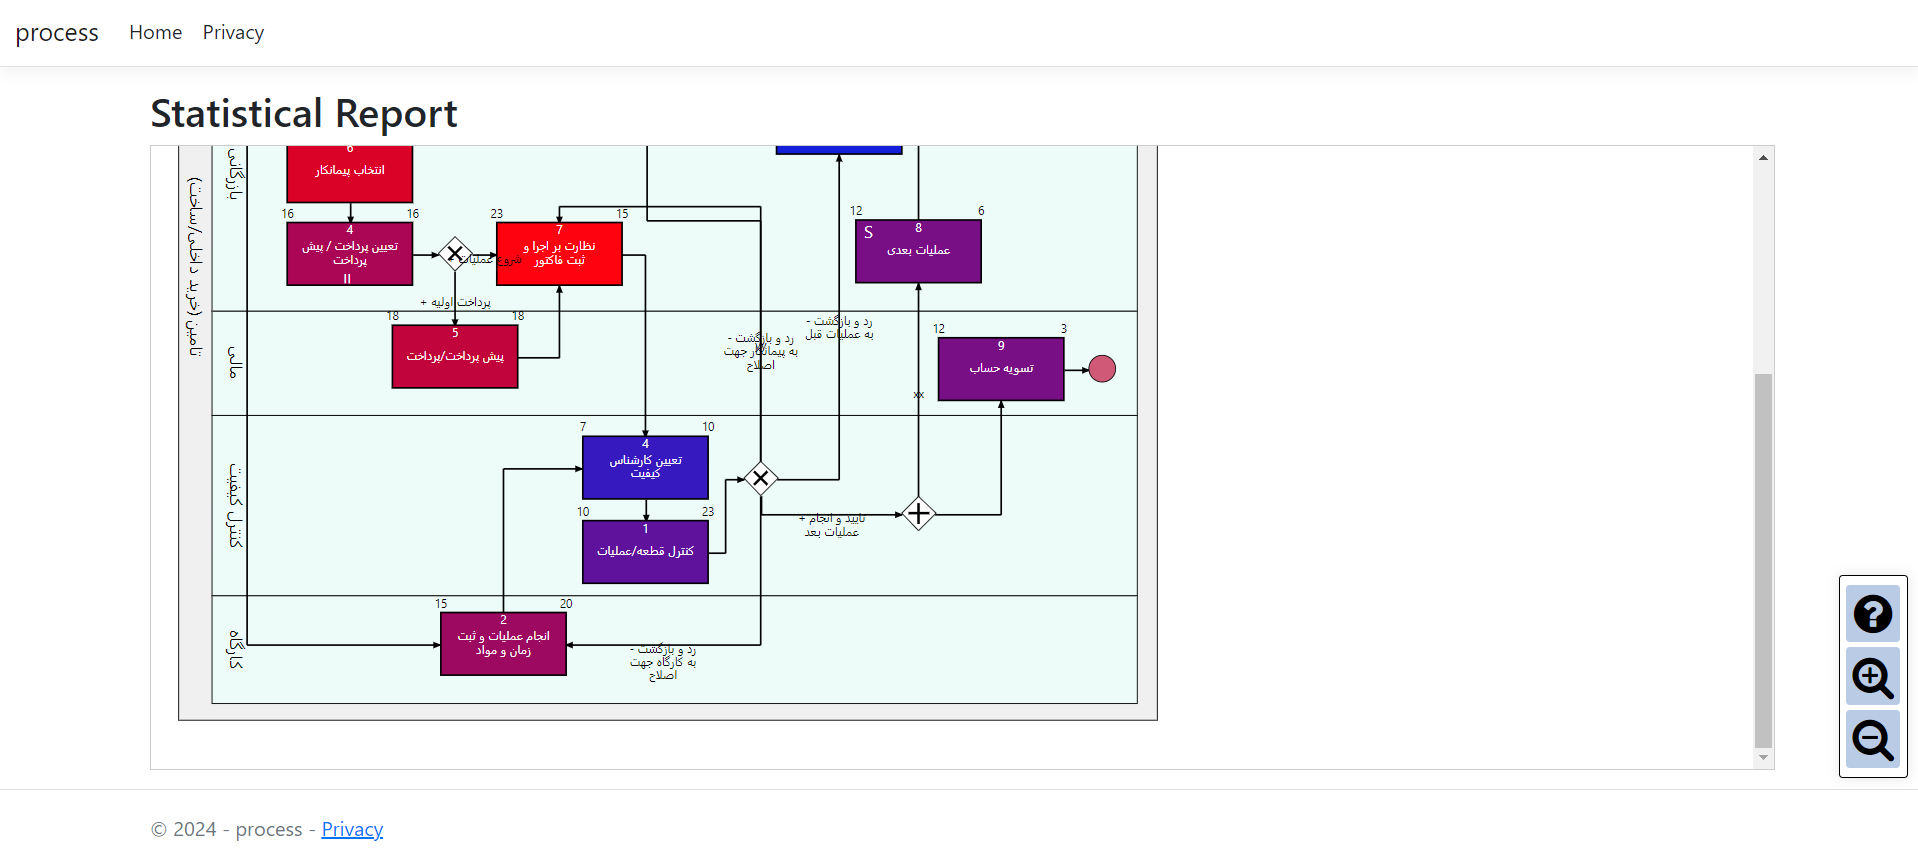 process Home Privacy
Statistical Report
تامین (خرید داخلی/ساخت)
بازرگانی
6
انتخاب پیمانکار
16 16
4
تعیین پرداخت / پیش
پرداخت
II
شروع عملیات +
23 15
7
نظارت بر اجرا و
ثبت فاکتور
پرداخت اولیه +
12 6
S
8
عملیات بعدی
مالی
18 18
5
پیش پرداخت/پرداخت
رد و بازگشت -
به پیمانکار جهت
اصلاح
رد و بازگشت -
به عملیات قبل
12 3
9
تسویه حساب
xx
کنترل کیفیت
7 10
4
تعیین کارشناس
کیفیت
10 23
1
کنترل قطعه/عملیات
تایید و انجام +
عملیات بعد
کارگاه
15 20
2
انجام عملیات و ثبت
زمان و مواد
رد و بازگشت -
به کارگاه جهت
اصلاح
© 2024 - process - Privacy